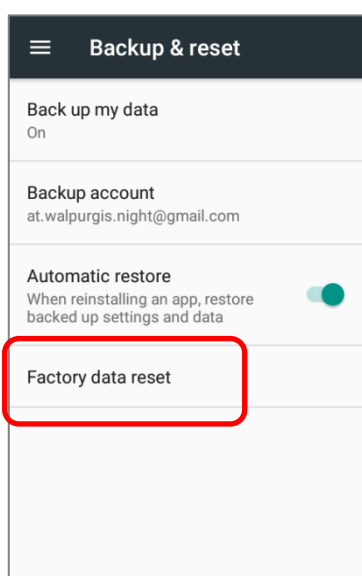 Backup & reset
Back up my data
On
Backup account
at.walpurgis.night@gmail.com
Automatic restore
When reinstalling an app, restore
backed up settings and data
Factory data reset